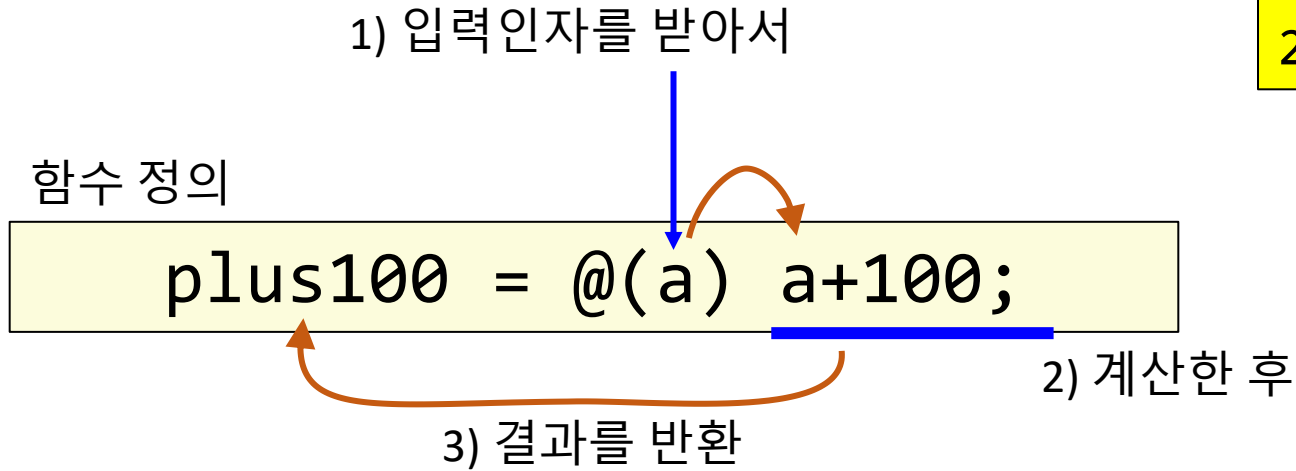 1) 입력인자를 받아서
2
함수 정의
plus100 = @(a) a+100;
2) 계산한 후
3) 결과를 반환